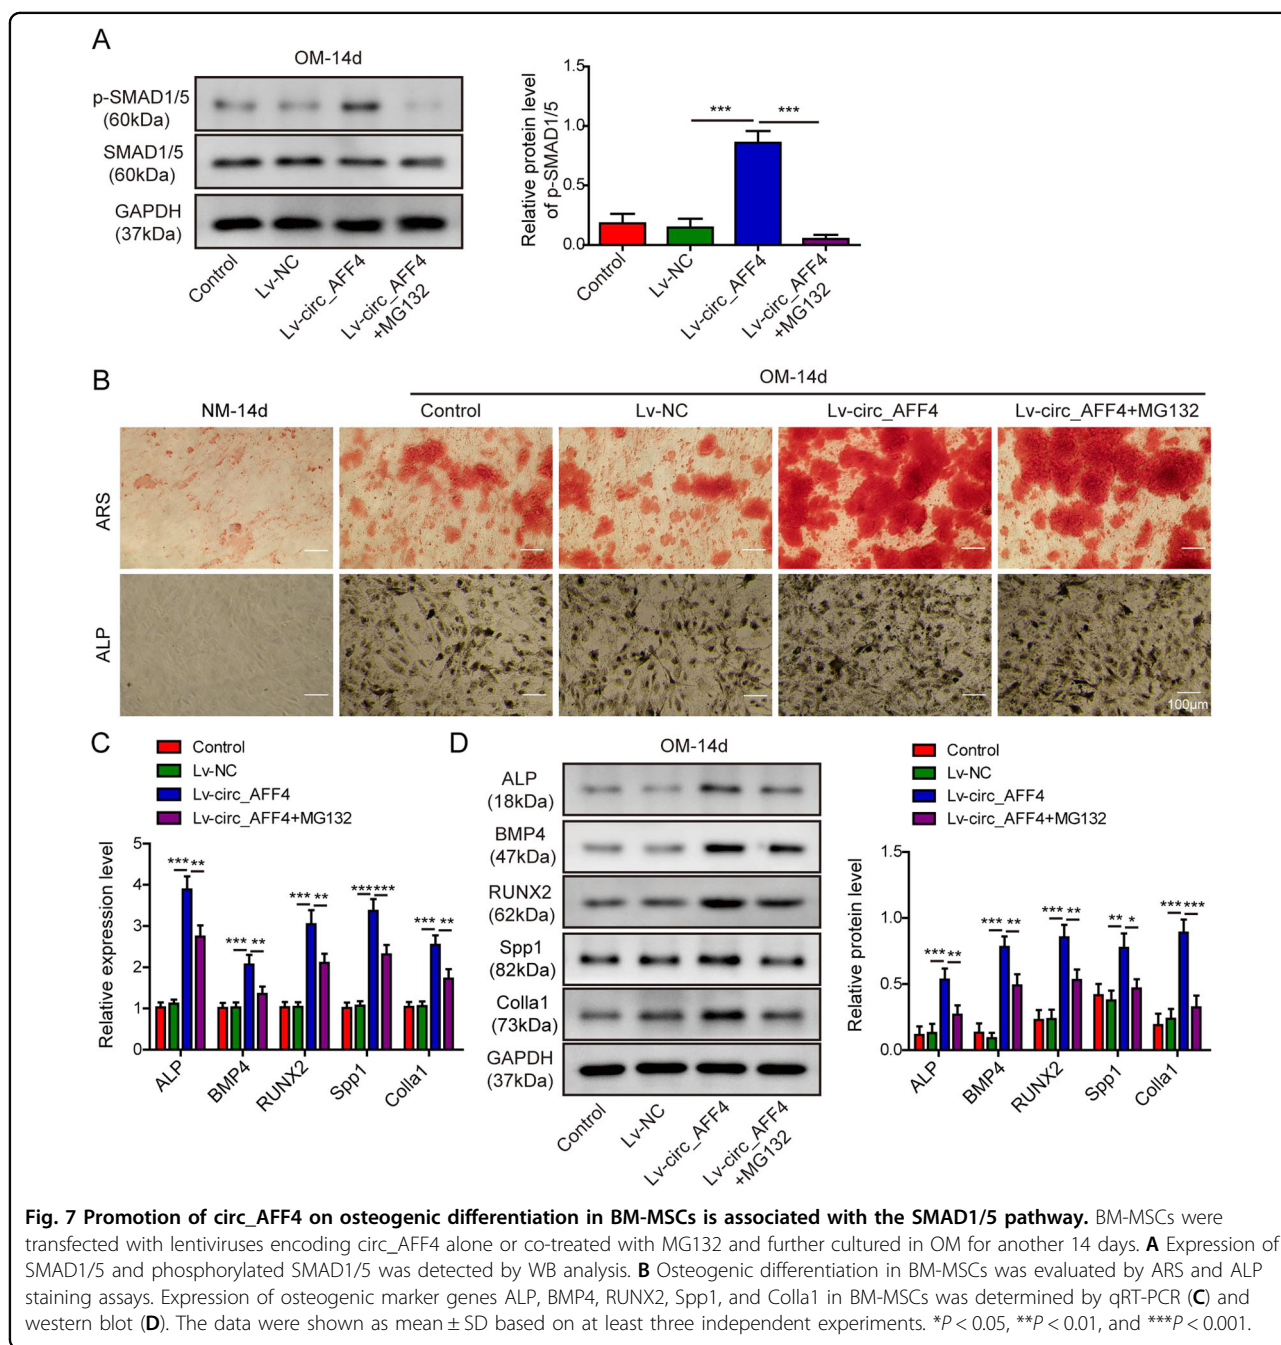 A
OM-14d
p-SMAD1/5
(60kDa)
SMAD1/5
(60kDa)
GAPDH
(37kDa)
Control
Lv-NC
Lv-circ_AFF4
Lv-circ_AFF4
+MG132
Relative protein level
of p-SMAD1/5
1.5
1.0
0.5
0.0
***
***
Control
Lv-NC
Lv-circ_AFF4
Lv-circ_AFF4
+MG132
B
OM-14d
NM-14d
Control
Lv-NC
Lv-circ_AFF4
Lv-circ_AFF4+MG132
ARS
ALP
100μm
C
Control
Lv-NC
Lv-circ_AFF4
Lv-circ_AFF4+MG132
Relative expression level
5
4
3
2
1
0
*** **
*** **
*** **
*** ***
*** **
ALP
BMP4
RUNX2
Spp1
Colla1
D
OM-14d
ALP
(18kDa)
BMP4
(47kDa)
RUNX2
(62kDa)
Spp1
(82kDa)
Colla1
(73kDa)
GAPDH
(37kDa)
Control
Lv-NC
Lv-circ_AFF4
Lv-circ_AFF4
+MG132
Control
Lv-NC
Lv-circ_AFF4
Lv-circ_AFF4+MG132
Relative protein level
1.5
1.0
0.5
0.0
*** **
*** **
*** **
** *
*** ***
ALP
BMP4
RUNX2
Spp1
Colla1
Fig. 7 Promotion of circ_AFF4 on osteogenic differentiation in BM-MSCs is associated with the SMAD1/5 pathway. BM-MSCs were
transfected with lentiviruses encoding circ_AFF4 alone or co-treated with MG132 and further cultured in OM for another 14 days. A Expression of
SMAD1/5 and phosphorylated SMAD1/5 was detected by WB analysis. B Osteogenic differentiation in BM-MSCs was evaluated by ARS and ALP
staining assays. Expression of osteogenic marker genes ALP, BMP4, RUNX2, Spp1, and Colla1 in BM-MSCs was determined by qRT-PCR (C) and
western blot (D). The data were shown as mean ± SD based on at least three independent experiments. *P < 0.05, **P < 0.01, and ***P < 0.001.